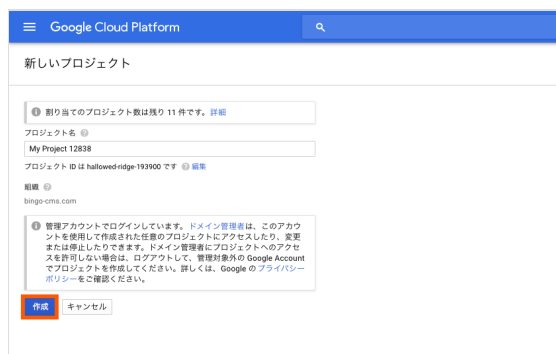 Google Cloud Platform
新しいプロジェクト
割り当てのプロジェクト数は残り 11 件です。詳細
プロジェクト名
My Project 12838
プロジェクト ID は hallowed-ridge-193900 です 編集
組織
bingo-cms.com
管理アカウントでログインしています。ドメイン管理者は、このアカウ
ントを使用して作成された任意のプロジェクトにアクセスしたり、変更
または停止したりできます。ドメイン管理者にプロジェクトへのアクセ
スを許可しない場合は、ログアウトして、管理対象外の Google Account
でプロジェクトを作成してください。詳しくは、Google のプライバシー
ポリシーをご確認ください。
作成 キャンセル